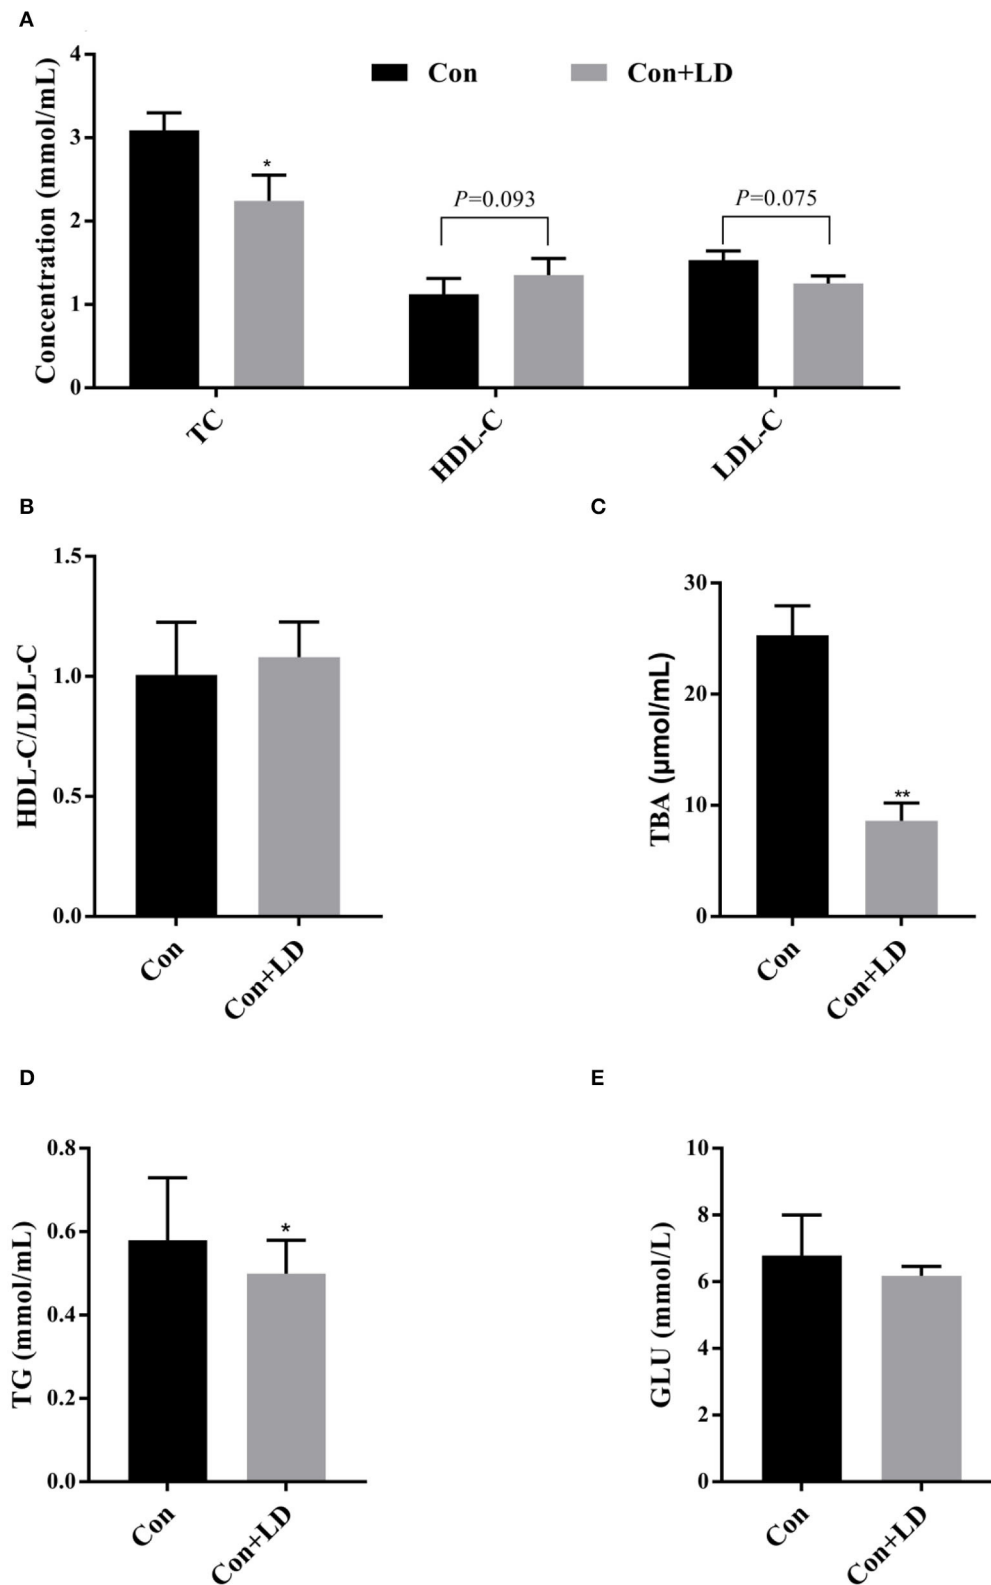 A
Con
Con+LD
Concentration (mmol/mL)
4
3
2
1
0
*
P=0.093
P=0.075
TC
HDL-C
LDL-C
B
HDL-C/LDL-C
1.5
1.0
0.5
0.0
Con
Con+LD
C
TBA (μmol/mL)
30
20
10
0
**
Con
Con+LD
D
TG (mmol/mL)
0.8
0.6
0.4
0.2
0.0
*
Con
Con+LD
E
GLU (mmol/L)
10
8
6
4
2
0
Con
Con+LD